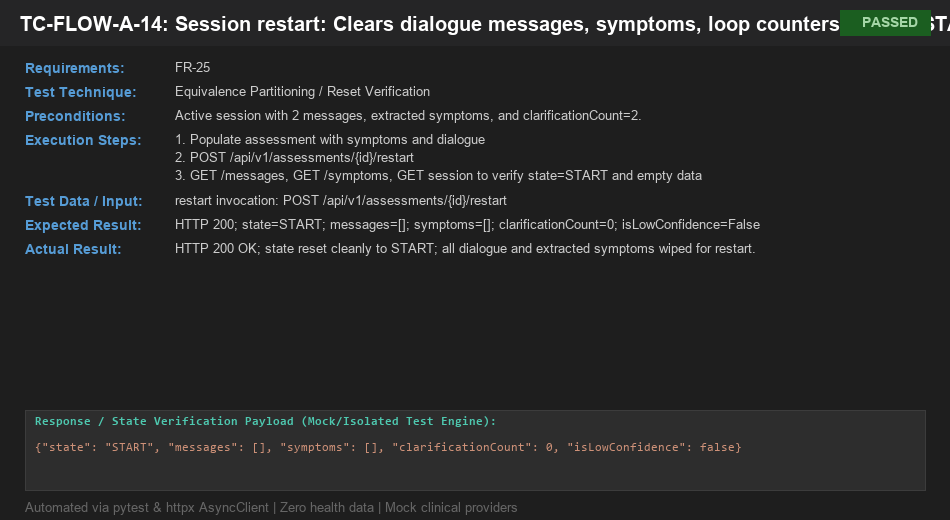 TC-FLOW-A-14: Session restart: Clears dialogue messages, symptoms, loop counters PASSED
Requirements: FR-25
Test Technique: Equivalence Partitioning / Reset Verification
Preconditions: Active session with 2 messages, extracted symptoms, and clarificationCount=2.
Execution Steps: 1. Populate assessment with symptoms and dialogue
2. POST /api/v1/assessments/{id}/restart
3. GET /messages, GET /symptoms, GET session to verify state=START and empty data
Test Data / Input: restart invocation: POST /api/v1/assessments/{id}/restart
Expected Result: HTTP 200; state=START; messages=[]; symptoms=[]; clarificationCount=0; isLowConfidence=False
Actual Result: HTTP 200 OK; state reset cleanly to START; all dialogue and extracted symptoms wiped for restart.
Response / State Verification Payload (Mock/Isolated Test Engine):
{"state": "START", "messages": [], "symptoms": [], "clarificationCount": 0, "isLowConfidence": false}
Automated via pytest & httpx AsyncClient | Zero health data | Mock clinical providers